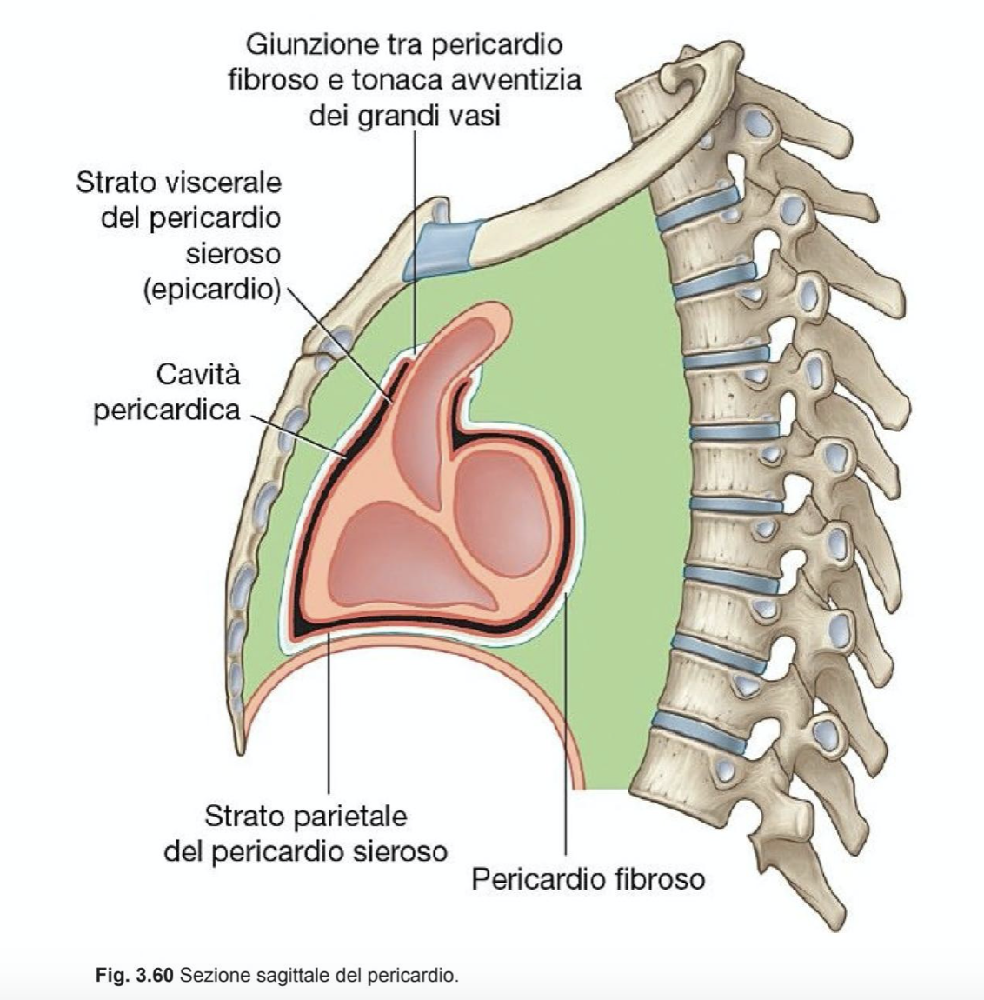 Giunzione tra pericardio
fibroso e tonaca avventizia
dei grandi vasi
Strato viscerale
del pericardio
sieroso
(epicardio)
Cavità
pericardica
Strato parietale
del pericardio sieroso
Pericardio fibroso
Fig. 3.60 Sezione sagittale del pericardio.